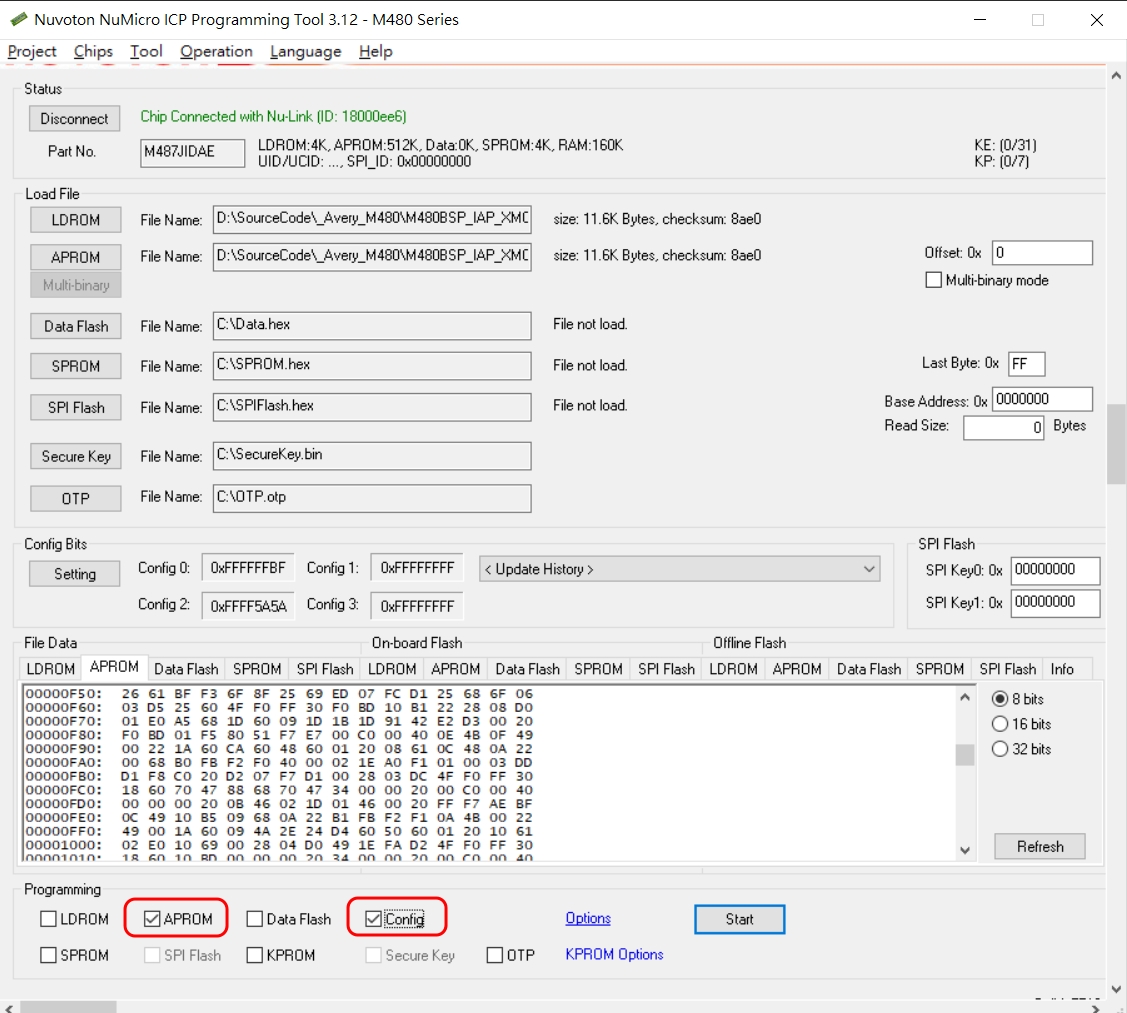 Nuvoton NuMicro ICP Programming Tool 3.12 - M480 Series
Project Chips Tool Operation Language Help
Status
Disconnect Chip Connected with Nu-Link (ID: 18000ee6)
Part No. M487JIDAE LDROM:4K, APROM:512K, Data:0K, SPROM:4K, RAM:160K KE: (0/31)
UID/UCID: ..., SPI_ID: 0x00000000 KP: (0/7)
Load File
LDROM File Name: D:\SourceCode\_Avery_M480\M480BSP_IAP_XMC size: 11.6K Bytes, checksum: 8ae0
APROM File Name: D:\SourceCode\_Avery_M480\M480BSP_IAP_XMC size: 11.6K Bytes, checksum: 8ae0 Offset: 0x 0
Multi-binary Multi-binary mode
Data Flash File Name: C:\Data.hex File not load.
SPROM File Name: C:\SPROM.hex File not load. Last Byte: 0x FF
SPI Flash File Name: C:\SPIFlash.hex File not load. Base Address: 0x 0000000
Read Size: 0 Bytes
Secure Key File Name: C:\SecureKey.bin
OTP File Name: C:\OTP.otp
Config Bits SPI Flash
Setting Config 0: 0xFFFFFFBF Config 1: 0xFFFFFFFF < Update History > SPI Key0: 0x 00000000
Config 2: 0xFFFF5A5A Config 3: 0xFFFFFFFF SPI Key1: 0x 00000000
File Data On-board Flash Offline Flash
LDROM APROM Data Flash SPROM SPI Flash LDROM APROM Data Flash SPROM SPI Flash LDROM APROM Data Flash SPROM SPI Flash Info
00000F50: 26 61 BF F3 6F 8F 25 69 ED 07 FC D1 25 68 6F 06
00000F60: 03 D5 25 60 4F F0 FF 30 F0 BD 10 B1 22 28 08 D0
00000F70: 01 E0 A5 68 1D 60 09 1D 1B 1D 91 42 E2 D3 00 20
00000F80: F0 BD 01 F5 80 51 F7 E7 00 C0 00 40 0E 4B 0F 49
00000F90: 00 22 1A 60 CA 60 48 60 01 20 08 61 0C 48 0A 22
00000FA0: 00 68 B0 FB F2 F0 40 00 02 1E A0 F1 01 00 03 DD
00000FB0: D1 F8 C0 20 D2 07 F7 D1 00 28 03 DC 4F F0 FF 30
00000FC0: 18 60 70 47 88 68 70 47 34 00 00 20 00 C0 00 40
00000FD0: 00 00 00 20 0B 46 02 1D 01 46 00 20 FF F7 AE BF
00000FE0: 0C 49 10 B5 09 68 0A 22 B1 FB F2 F1 0A 4B 00 22
00000FF0: 49 00 1A 60 09 4A 2E 24 D4 60 50 60 01 20 10 61
00001000: 02 E0 10 69 00 28 04 D0 49 1E FA D2 4F F0 FF 30
00001010: 18 60 10 BD 00 00 00 20 34 00 00 20 00 C0 00 40
8 bits
16 bits
32 bits
Refresh
Programming
LDROM APROM Data Flash Config Options Start
SPROM SPI Flash KPROM Secure Key OTP KPROM Options